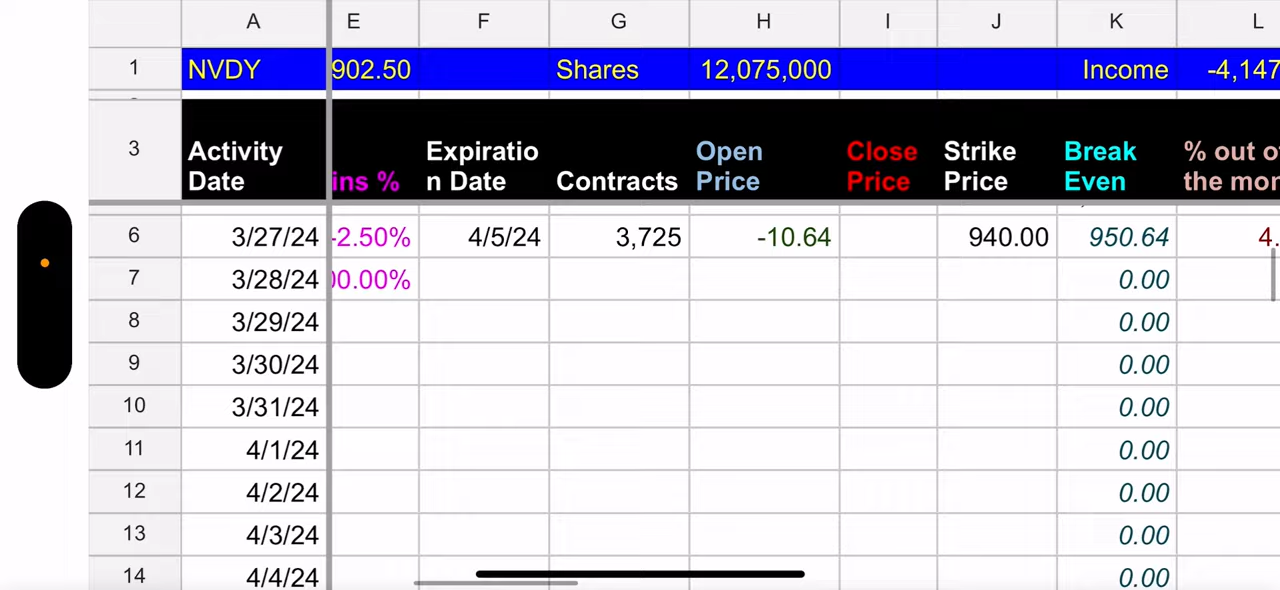 A E F G H I J K L
1 NVDY 902.50 Shares 12,075,000 Income -4,147
3 Activity Date ins % Expiratio n Date Contracts Open Price Close Price Strike Price Break Even % out of the mon
6 3/27/24 -2.50% 4/5/24 3,725 -10.64 940.00 950.64 4.
7 3/28/24 00.00% 0.00
8 3/29/24 0.00
9 3/30/24 0.00
10 3/31/24 0.00
11 4/1/24 0.00
12 4/2/24 0.00
13 4/3/24 0.00
14 4/4/24 0.00